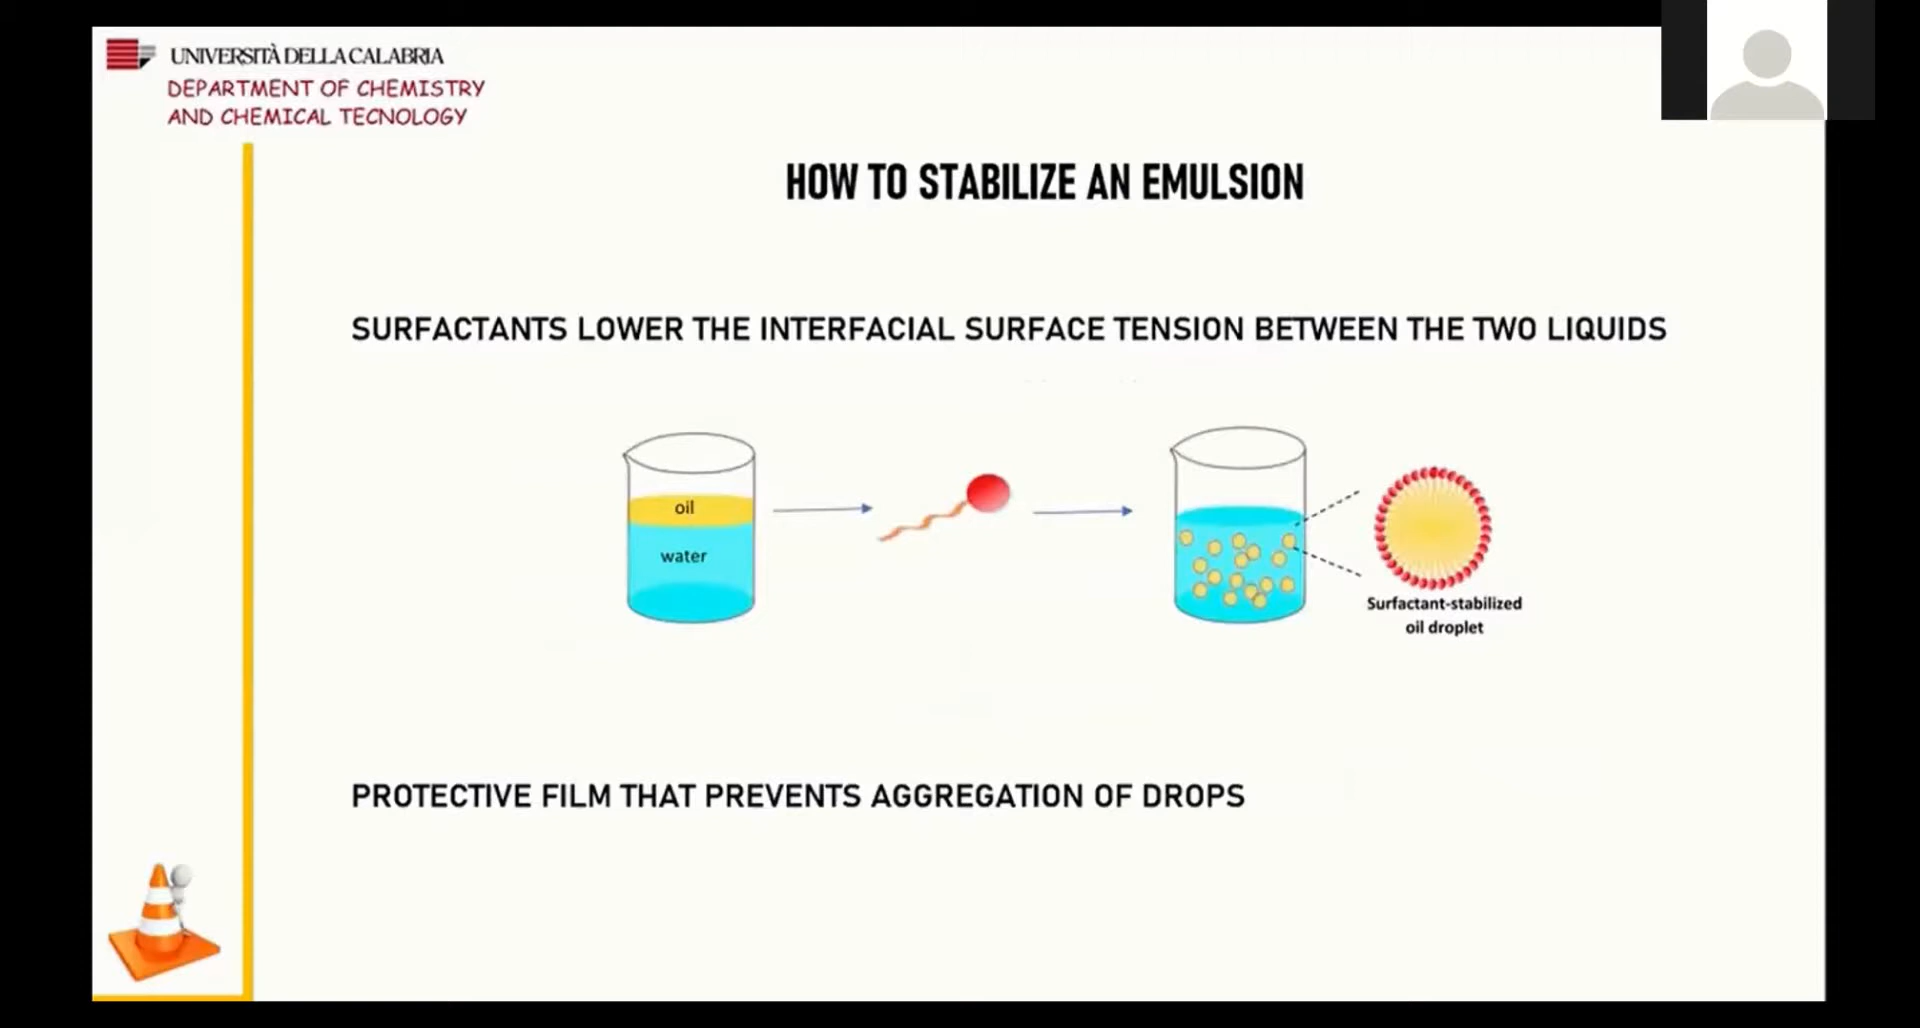 UNIVERSITÀ DELLA CALABRIA
DEPARTMENT OF CHEMISTRY
AND CHEMICAL TECNOLOGY
HOW TO STABILIZE AN EMULSION
SURFACTANTS LOWER THE INTERFACIAL SURFACE TENSION BETWEEN THE TWO LIQUIDS
oil
water
Surfactant-stabilized
oil droplet
PROTECTIVE FILM THAT PREVENTS AGGREGATION OF DROPS